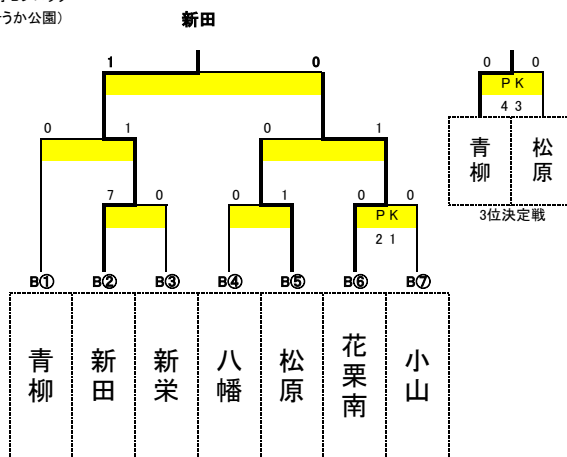 うか公園)
新田
1 0
0 0
PK
4 3
0 1 0 1
青柳 松原
7 0 0 1 0 0
PK
2 1
3位決定戦
B① B② B③ B④ B⑤ B⑥ B⑦
青柳 新田 新栄 八幡 松原 花栗南 小山